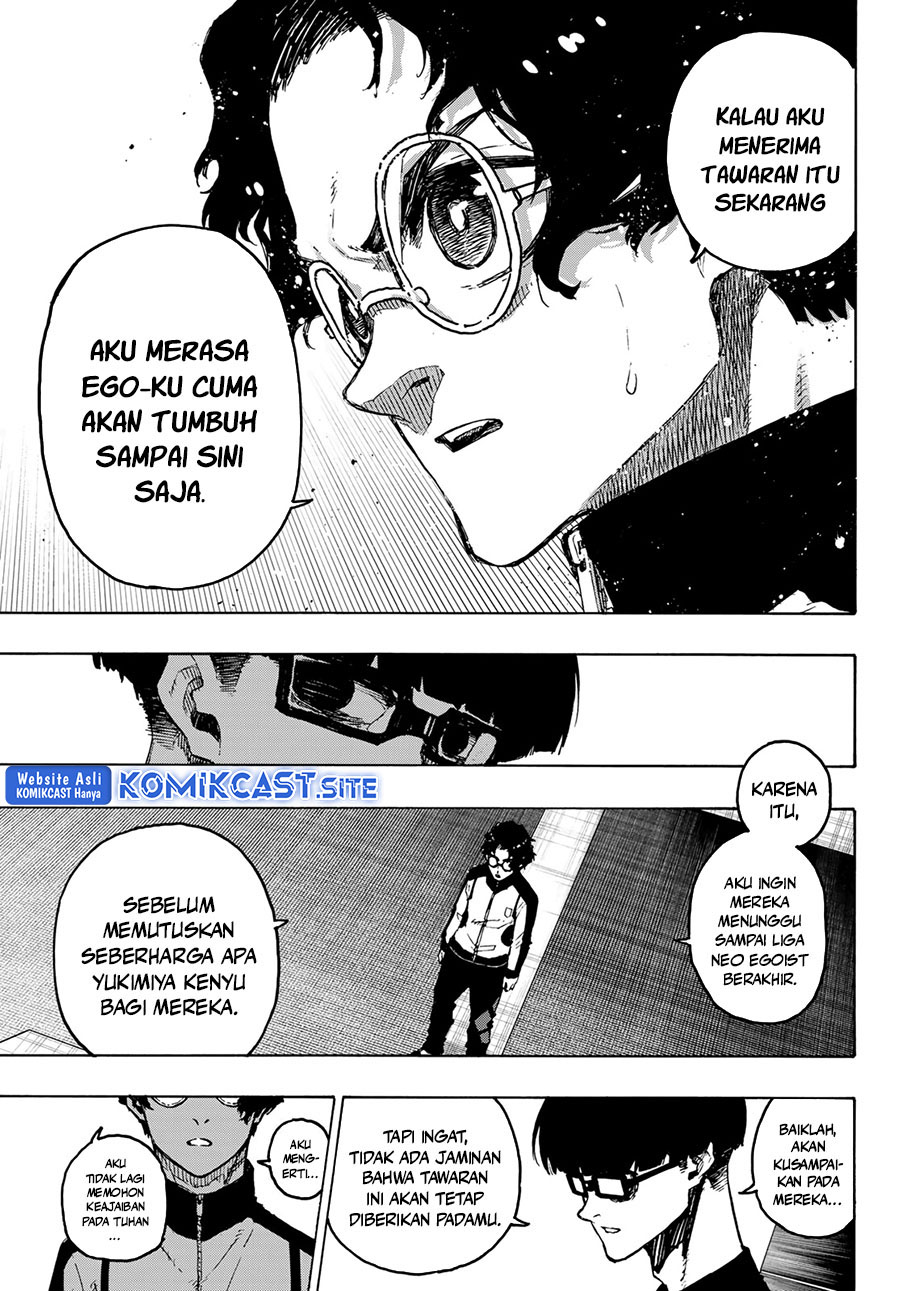 KALAU AKU
MENERIMA
TAWARAN ITU
SEKARANG
AKU MERASA
EGO-KU CUMA
AKAN TUMBUH
SAMPAI SINI
SAJA.
Website Asli
KOMIKCAST Hanya
KOMIKCAST.SITE
KARENA
ITU,
AKU INGIN
MEREKA
MENUNGGU
SAMPAI LIGA
NEO EGOIST
BERAKHIR.
SEBELUM
MEMUTUSKAN
SEBERHARGA APA
YUKIMIYA KENYU
BAGI MEREKA.
BAIKLAH,
AKAN
KUSAMPAI-
KAN PADA
MEREKA...
TAPI INGAT,
TIDAK ADA JAMINAN
BAHWA TAWARAN
INI AKAN TETAP
DIBERIKAN PADAMU.
AKU
MENG-
ERTI...
AKU
TIDAK LAGI
MEMOHON
KEAJAIBAN
PADA TUHAN
...